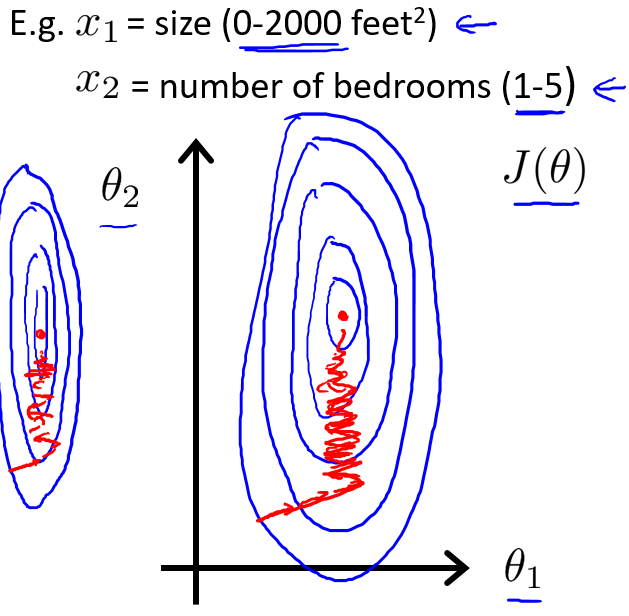 E.g. x₁ = size (0-2000 feet²)
x₂ = number of bedrooms (1-5)
θ₂
J(θ)
θ₁